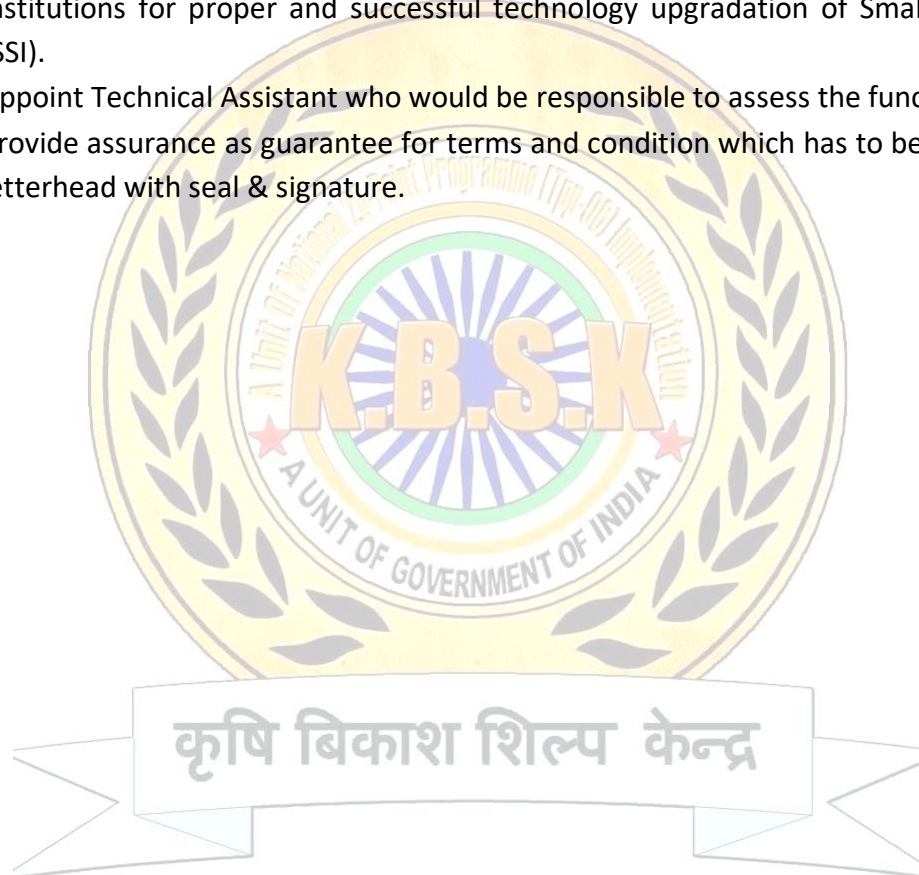 stitutions for proper and successful technology upgradation of Smal
SSI).
ppoint Technical Assistant who would be responsible to assess the fund
rovide assurance as guarantee for terms and condition which has to be
etterhead with seal & signature.
A Unit Of National 20 Point Programme (Tpp-06) Implementation
K.B.S.K
A UNIT OF GOVERNMENT OF INDIA
कृषि बिकाश शिल्प केन्द्र